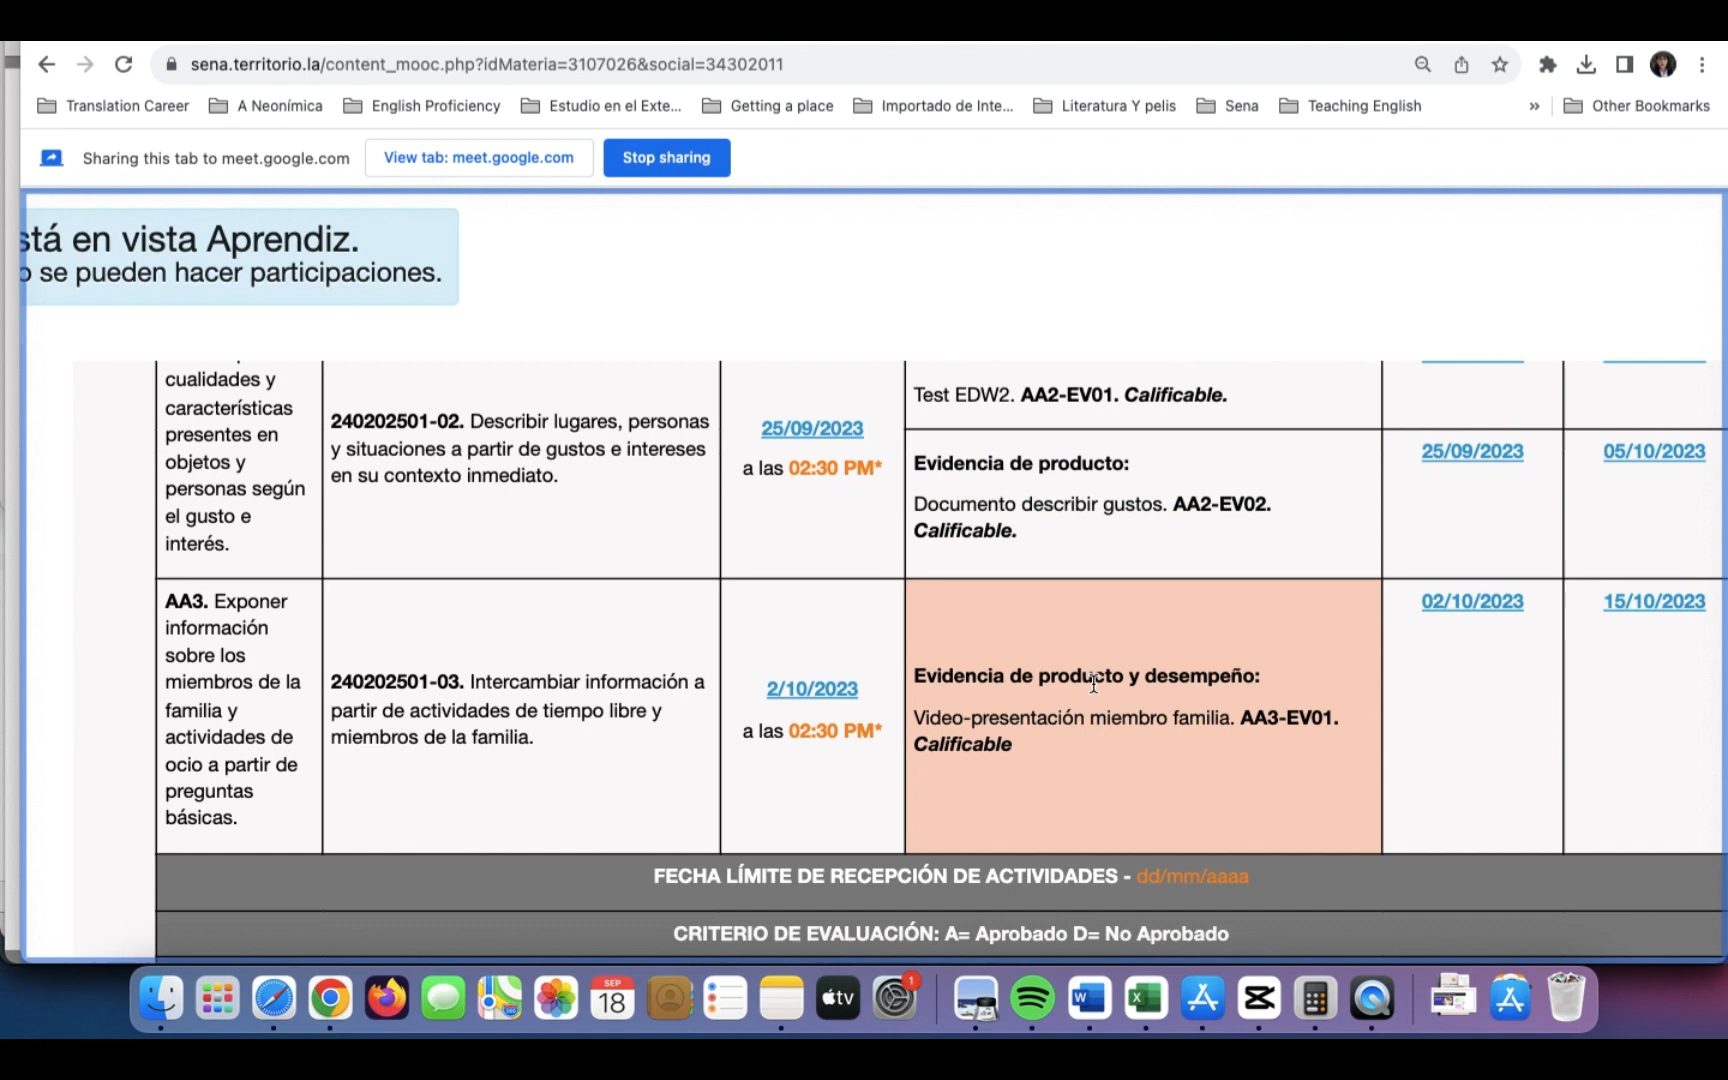 sena.territorio.la/content_mooc.php?idMateria=3107026&social=34302011
Translation Career
A Neonímica
English Proficiency
Estudio en el Exte...
Getting a place
Importado de Inte...
Literatura Y pelis
Sena
Teaching English
»
Other Bookmarks
Sharing this tab to meet.google.com
View tab: meet.google.com
Stop sharing
stá en vista Aprendiz.
o se pueden hacer participaciones.
cualidades y
características
presentes en
objetos y
personas según
el gusto e
interés.
240202501-02. Describir lugares, personas
y situaciones a partir de gustos e intereses
en su contexto inmediato.
25/09/2023
a las 02:30 PM*
Test EDW2. AA2-EV01. Calificable.
Evidencia de producto:
Documento describir gustos. AA2-EV02.
Calificable.
25/09/2023
05/10/2023
AA3. Exponer
información
sobre los
miembros de la
familia y
actividades de
ocio a partir de
preguntas
básicas.
240202501-03. Intercambiar información a
partir de actividades de tiempo libre y
miembros de la familia.
2/10/2023
a las 02:30 PM*
Evidencia de producto y desempeño:
Video-presentación miembro familia. AA3-EV01.
Calificable
02/10/2023
15/10/2023
FECHA LÍMITE DE RECEPCIÓN DE ACTIVIDADES - dd/mm/aaaa
CRITERIO DE EVALUACIÓN: A= Aprobado D= No Aprobado
SEP
18
tv
1
W
X